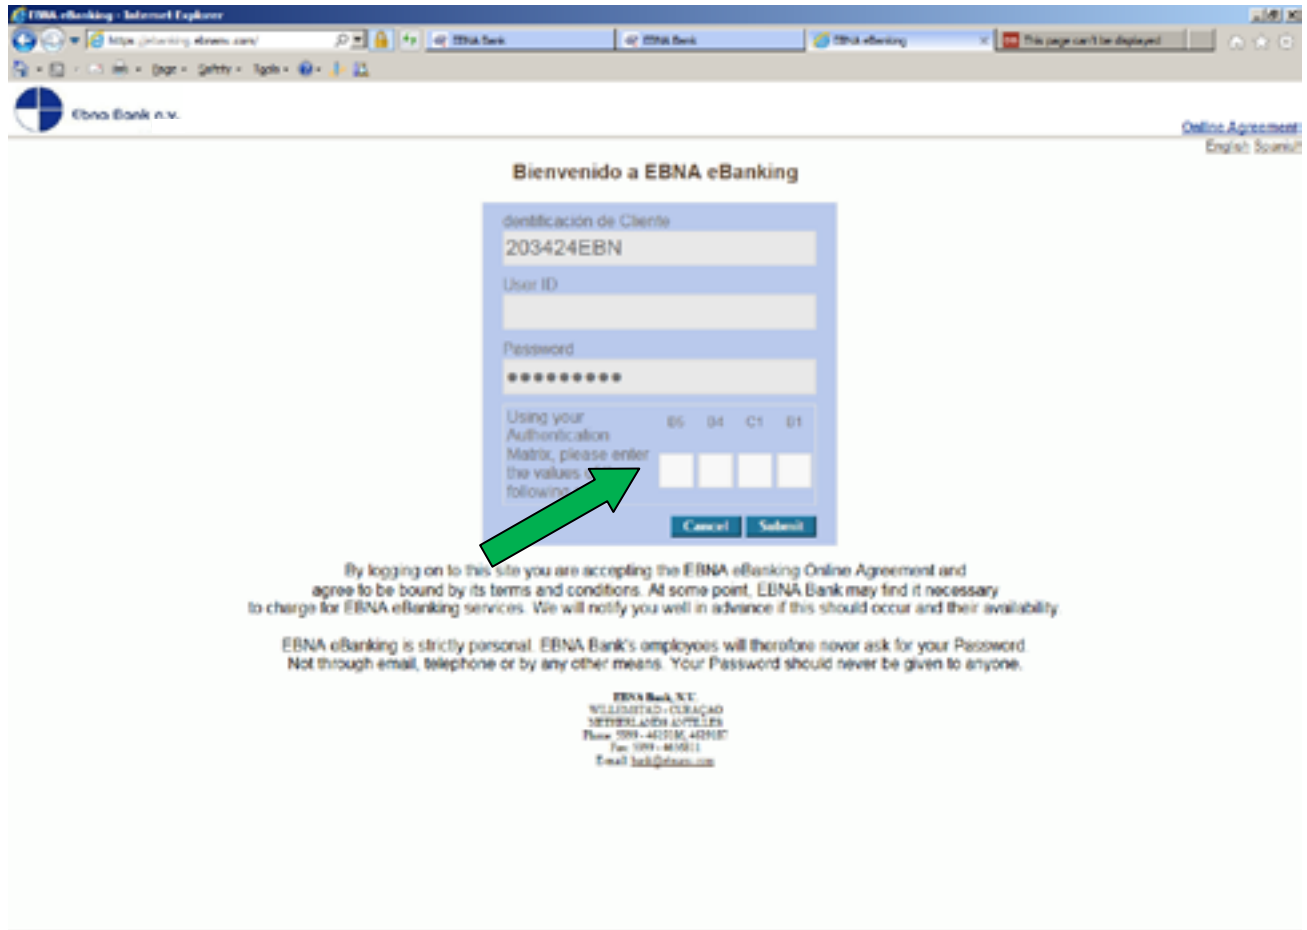 EBNA eBanking - Internet Explorer
EBNA Bank
EBNA Bank
EBNA eBanking
This page can't be displayed
Page Safety Tools
Ebna Bank n.v.
Online Agreement
English Spanish
Bienvenido a EBNA eBanking
dentificación de Cliente
203424EBN
User ID
Password
Using your
Authentication
Matrix, please enter
the values
following
B5 D4 C1 B1
Cancel Submit
By logging on to this site you are accepting the EBNA eBanking Online Agreement and
agree to be bound by its terms and conditions. At some point, EBNA Bank may find it necessary
to charge for EBNA eBanking services. We will notify you well in advance if this should occur and their availability
EBNA eBanking is strictly personal. EBNA Bank's employees will therefore never ask for your Password
Not through email, telephone or by any other means. Your Password should never be given to anyone.
EBNA Bank, N.V.
WILLEMSTAD - CURAÇAO
NETHERLANDS ANTILLES